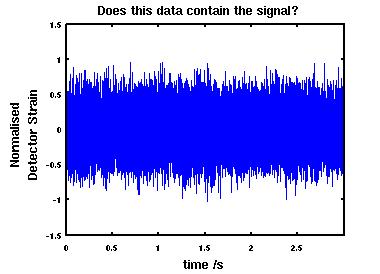 Does this data contain the signal?
1.5
1
0.5
0
-0.5
-1
-1.5
Normalised
Detector Strain
0 0.5 1 1.5 2 2.5
time /s